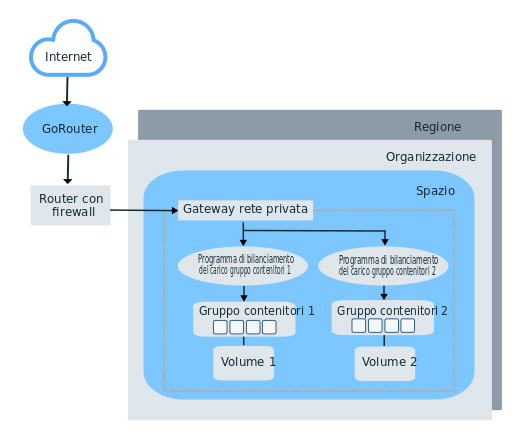 Internet
GoRouter
Router con
firewall
Regione
Organizzazione
Spazio
Gateway rete privata
Programma di bilanciamento
del carico gruppo contenitori 1
Programma di bilanciamento
del carico gruppo contenitori 2
Gruppo contenitori 1
Gruppo contenitori 2
Volume 1
Volume 2